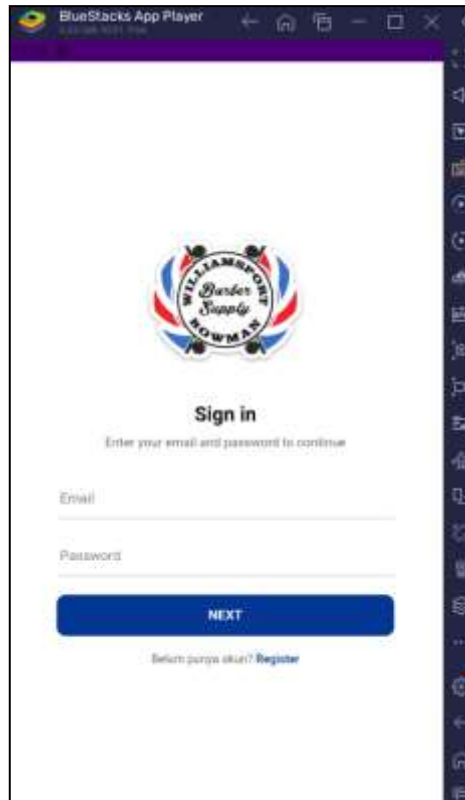 BlueStacks App Player
WILLIAMSPORT
Barber
Supply
BOWMAN
Sign in
Enter your email and password to continue
Email
Password
NEXT
Belum punya akun? Register